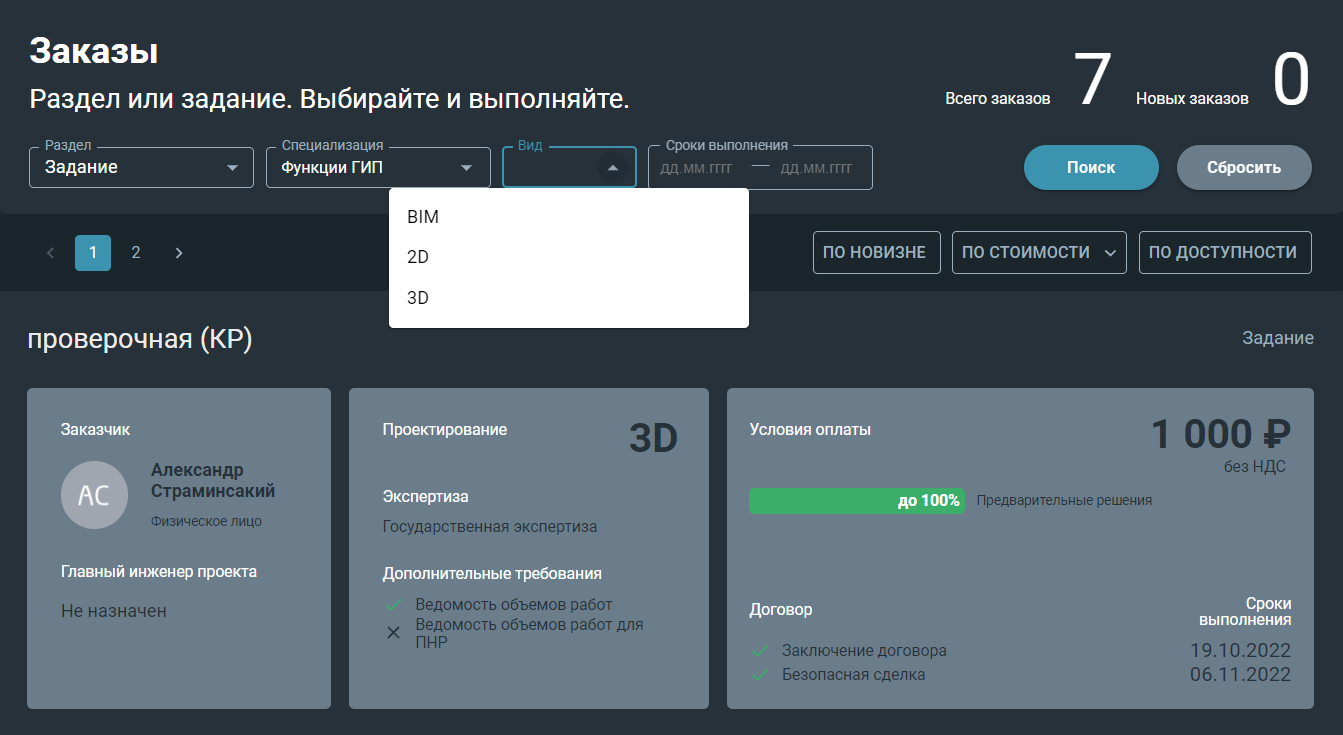 Заказы
Раздел или задание. Выбирайте и выполняйте.
Всего заказов 7 Новых заказов 0
Раздел
Задание
Специализация
Функции ГИП
Вид
Сроки выполнения
дд.мм.гггг — дд.мм.гггг
Поиск
Сбросить
BIM
2D
3D
1 2
ПО НОВИЗНЕ
ПО СТОИМОСТИ
ПО ДОСТУПНОСТИ
проверочная (КР)
Задание
Заказчик
АС
Александр
Страминсакий
Физическое лицо
Главный инженер проекта
Не назначен
Проектирование
3D
Экспертиза
Государственная экспертиза
Дополнительные требования
Ведомость объемов работ
Ведомость объемов работ для
ПНР
Условия оплаты
1 000 ₽
без НДС
до 100%
Предварительные решения
Договор
Сроки
выполнения
Заключение договора
19.10.2022
Безопасная сделка
06.11.2022